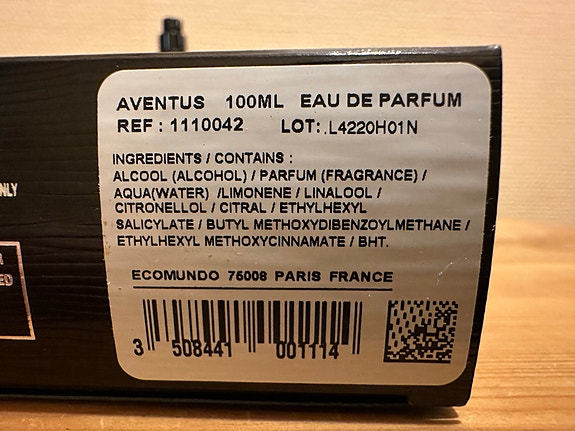 AVENTUS 100ML EAU DE PARFUM
REF : 1110042 LOT: .L4220H01N
INGREDIENTS / CONTAINS :
ALCOOL (ALCOHOL) / PARFUM (FRAGRANCE) /
AQUA(WATER) /LIMONENE / LINALOOL /
CITRONELLOL / CITRAL / ETHYLHEXYL
SALICYLATE / BUTYL METHOXYDIBENZOYLMETHANE /
ETHYLHEXYL METHOXYCINNAMATE / BHT.
ECOMUNDO 75008 PARIS FRANCE
3 508441 001114